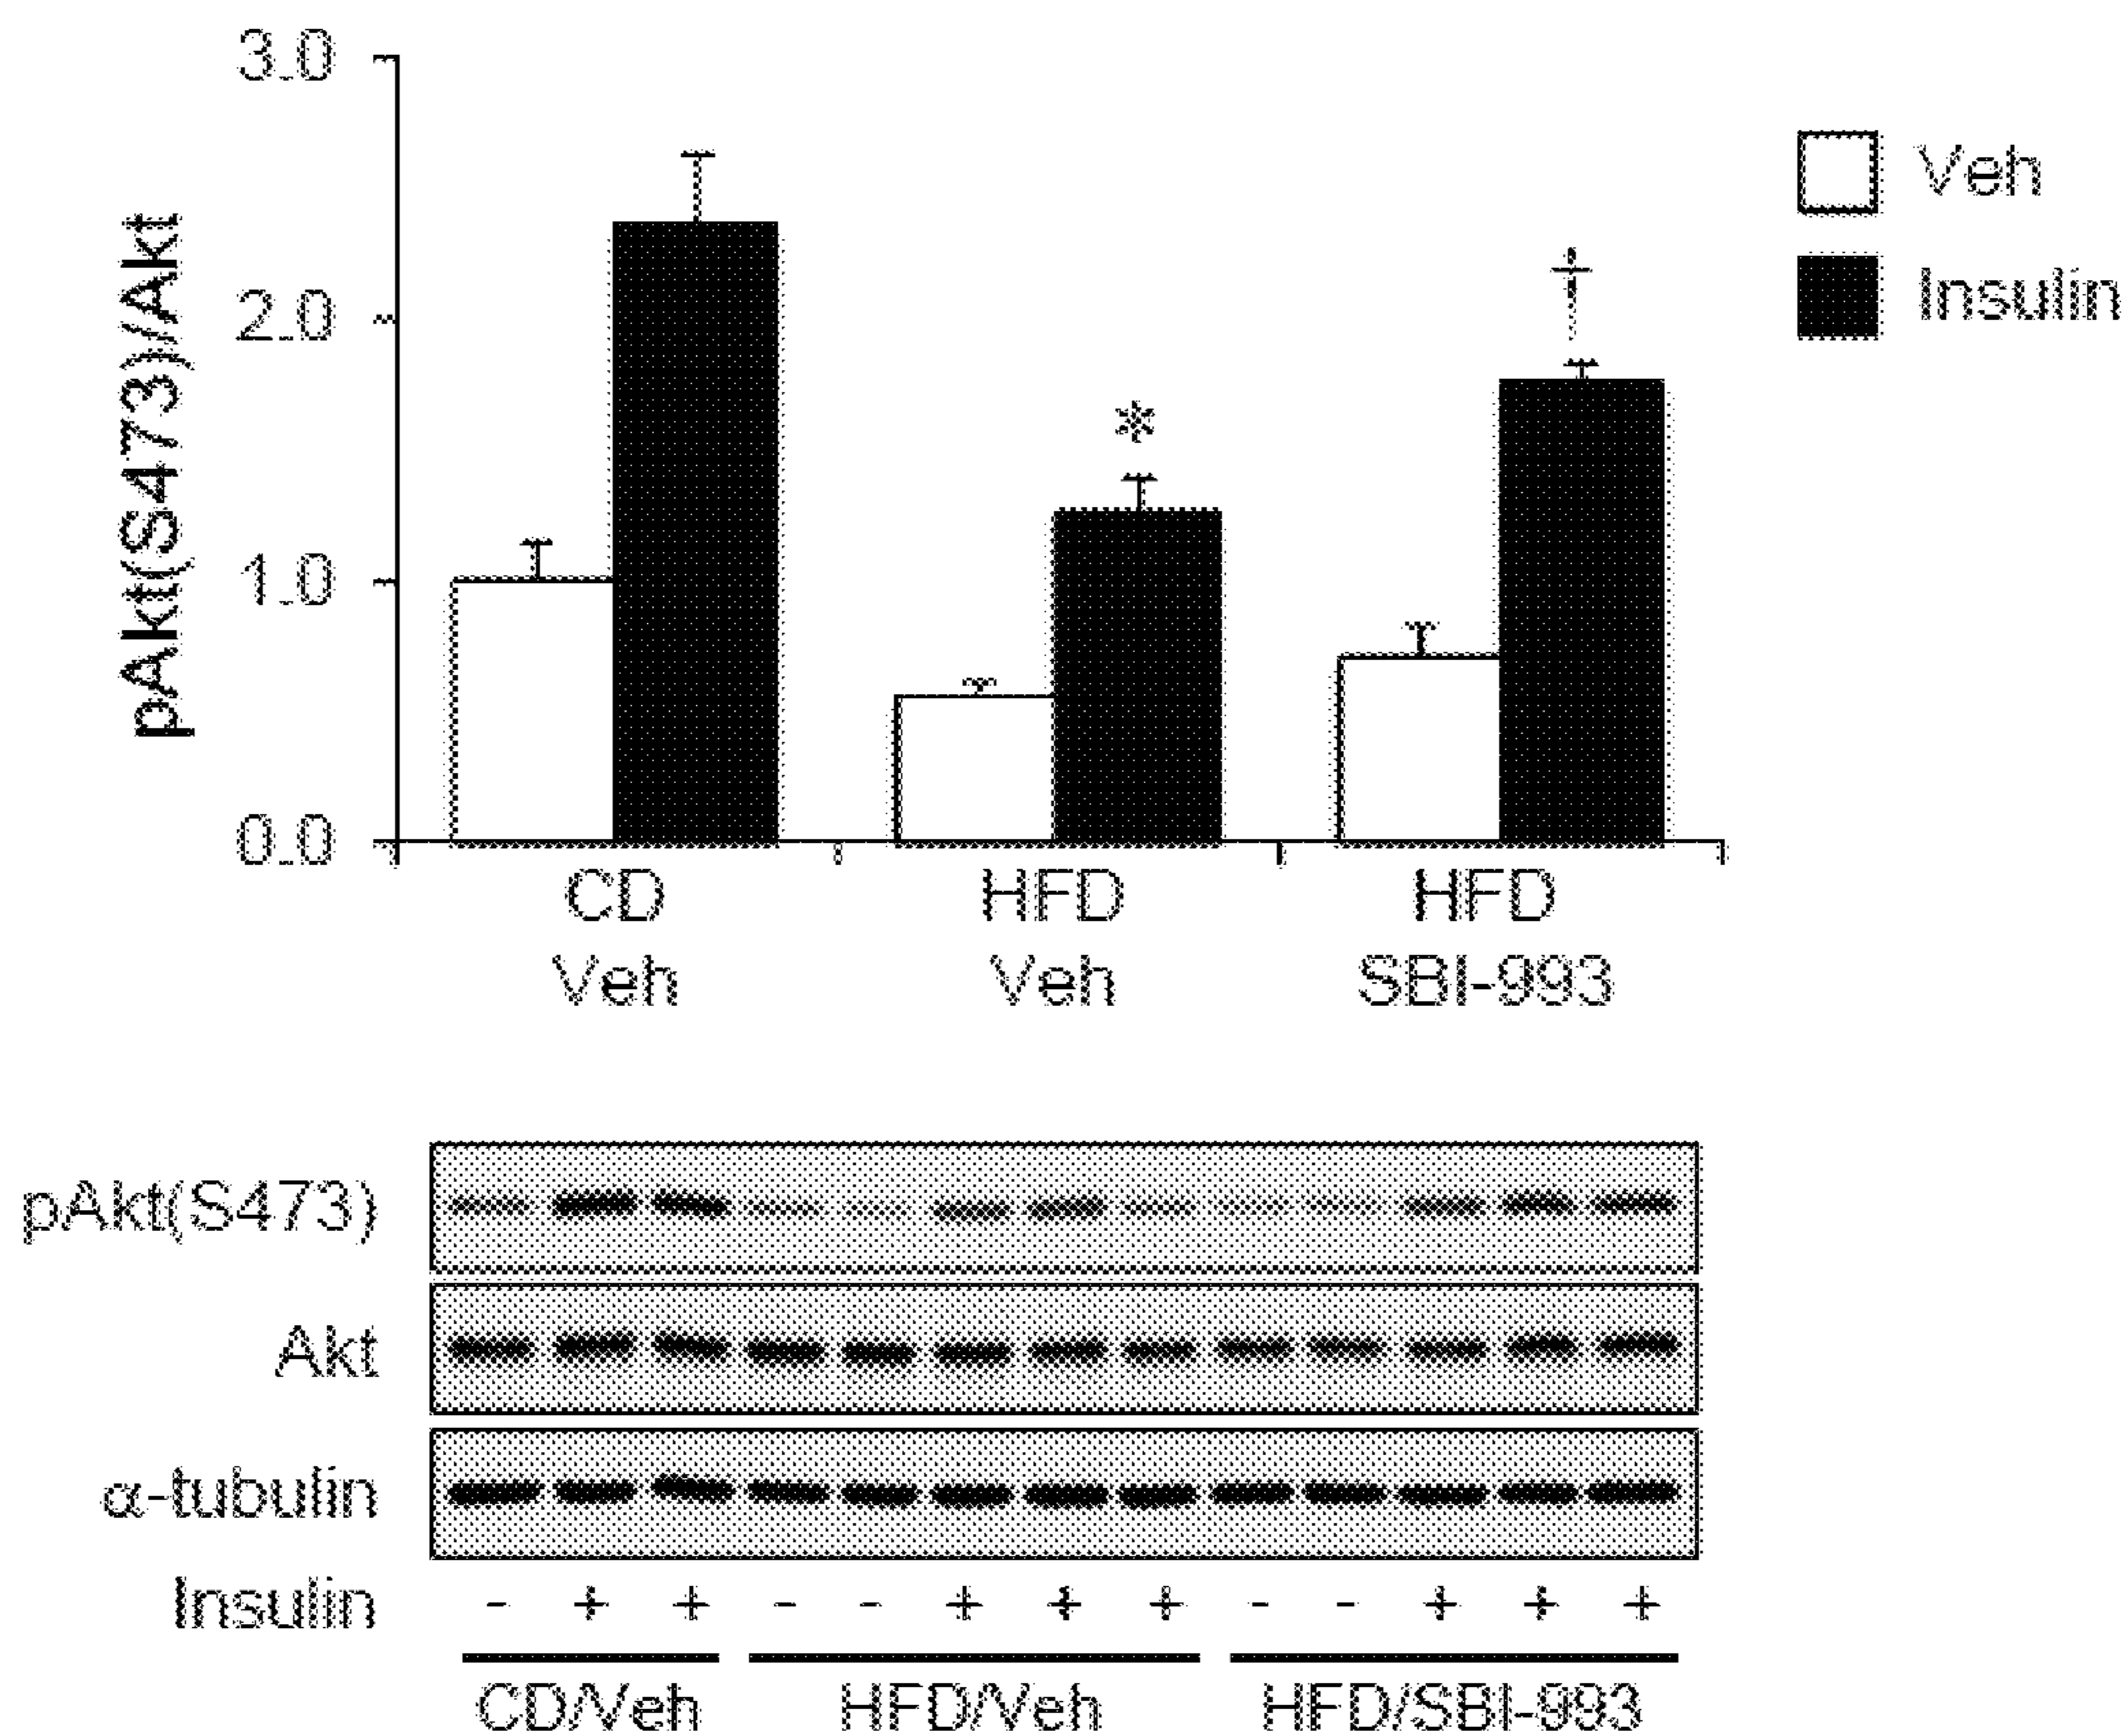 3.0
2.0
1.0
0.0
pAkt(S473)/Akt
Veh
Insulin
*
†
CD HFD HFD
Veh Veh SBI-993
pAkt(S473)
Akt
α-tubulin
Insulin - + + - - + + + - - + + +
CD/Veh HFD/Veh HFD/SBI-993